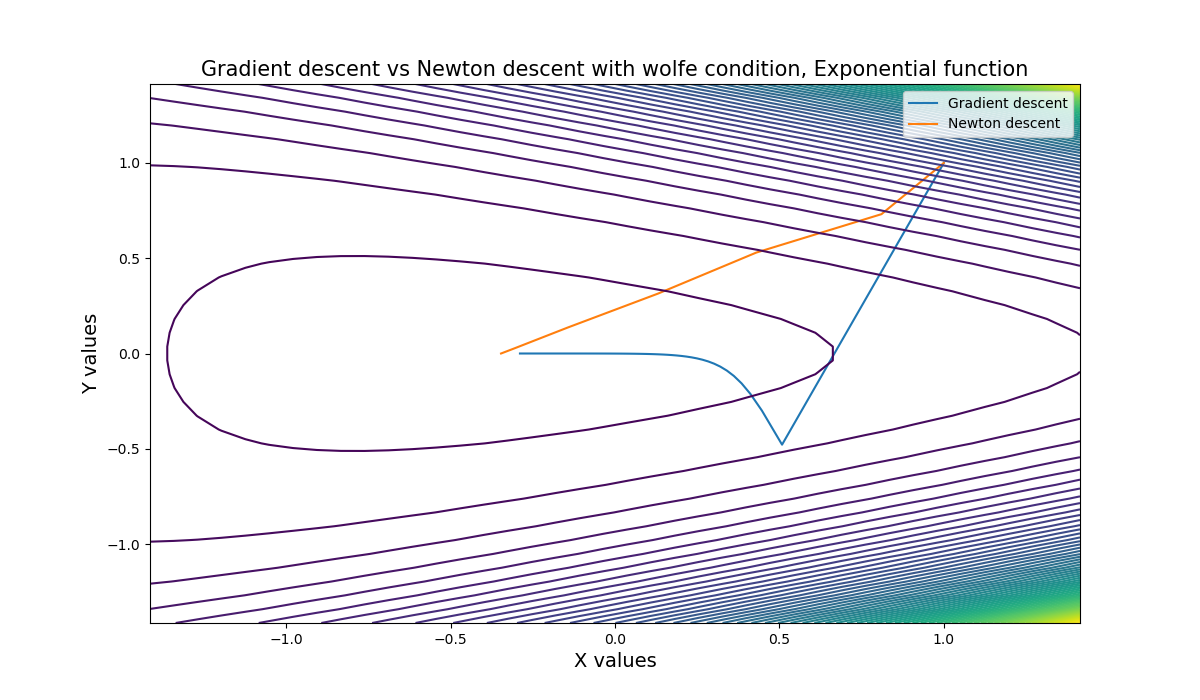 Gradient descent vs Newton descent with wolfe condition, Exponential function
Gradient descent
Newton descent
1.0
0.5
0.0
−0.5
−1.0
Y values
−1.0
−0.5
0.0
0.5
1.0
X values